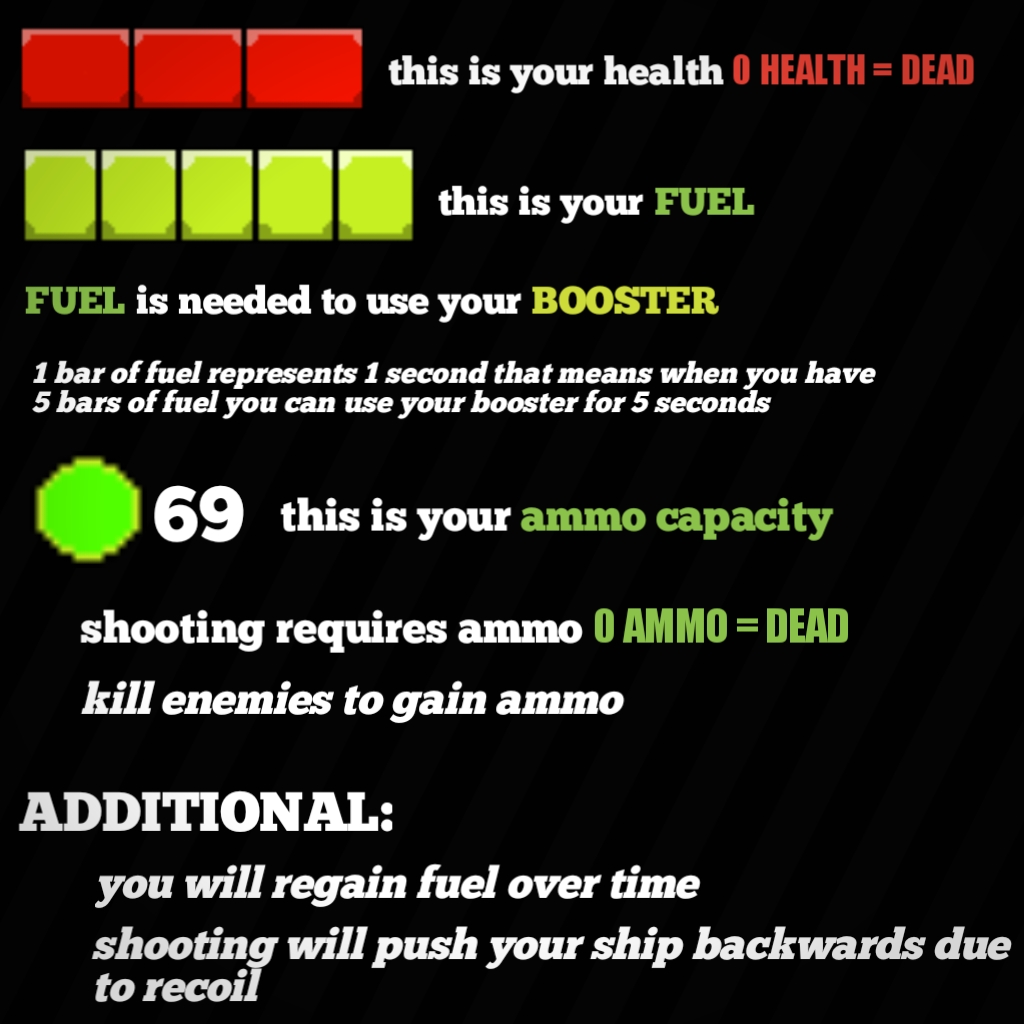 this is your health 0 HEALTH = DEAD
this is your FUEL
FUEL is needed to use your BOOSTER
1 bar of fuel represents 1 second that means when you have
5 bars of fuel you can use your booster for 5 seconds
69 this is your ammo capacity
shooting requires ammo 0 AMMO = DEAD
kill enemies to gain ammo
ADDITIONAL:
you will regain fuel over time
shooting will push your ship backwards due
to recoil